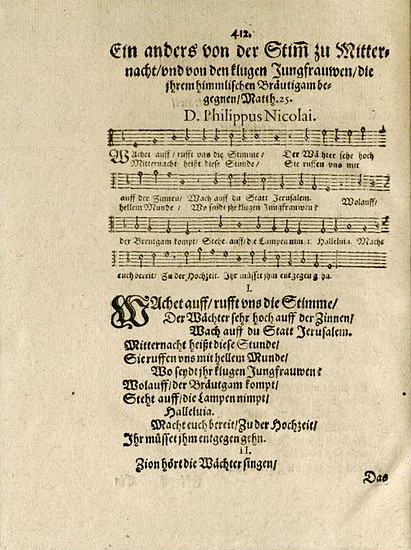 412.
Ein anders von der Stim̃ zu Mitter-
nacht/vnd von den klugen Jungfrauwen/die
jhrem himmlischen Bräutigam be-
gegnen/Matth.25.
D. Philippus Nicolai.
WAchet auff/ rufft vns die Stimme/ Der Wächter sehr hoch
Mitternacht heißt diese Stunde/ Sie ruffen vns mit
auff der Zinnen/ Wach auff du Statt Jerusalem. Wolauff/
hellem Munde/ Wo seydt jhr klugen Jungfrauwen?
der Breutgam kompt/ Steht auff/die Lampen nimpt. Halleluia. Macht
euch bereit/ Zu der Hochzeit. Jhr müsset jhm entgegen gehn.
I.
WAchet auff/rufft vns die Stimme/
Der Wächter sehr hoch auff der Zinnen/
Wach auff du Statt Jerusalem.
Mitternacht heißt diese Stunde/
Sie ruffen vns mit hellem Munde/
Wo seydt jhr klugen Jungfrauwen?
Wolauff/der Bräutgam kompt/
Steht auff/die Lampen nimpt/
Halleluia.
Macht euch bereit/Zu der Hochzeit/
Jhr müsset jhm entgegen gehn.
II.
Zion hört die Wächter singen/
Das